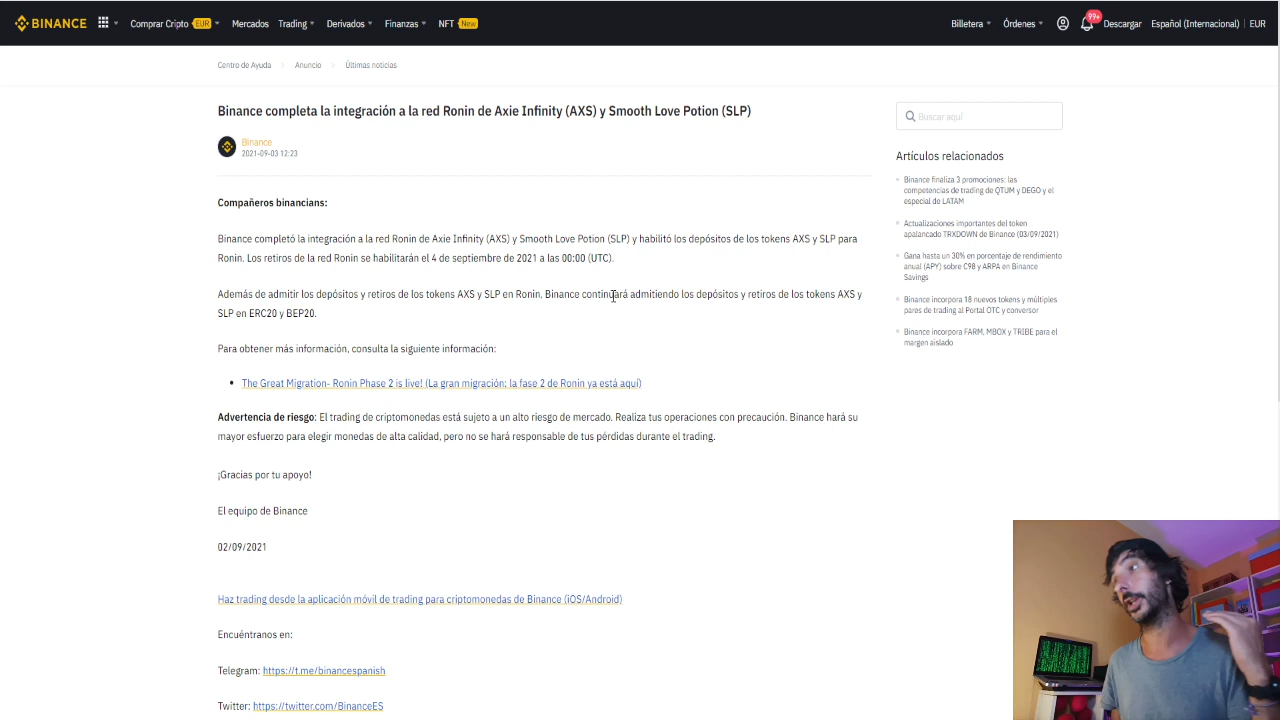 BINANCE
Comprar Cripto EUR
Mercados
Trading
Derivados
Finanzas
NFT New
Billetera
Órdenes
99+
Descargar
Español (Internacional) | EUR
Centro de Ayuda
Anuncio
Últimas noticias
Binance completa la integración a la red Ronin de Axie Infinity (AXS) y Smooth Love Potion (SLP)
Binance
2021-09-03 12:23
Compañeros binancians:
Binance completó la integración a la red Ronin de Axie Infinity (AXS) y Smooth Love Potion (SLP) y habilitó los depósitos de los tokens AXS y SLP para
Ronin. Los retiros de la red Ronin se habilitarán el 4 de septiembre de 2021 a las 00:00 (UTC).
Además de admitir los depósitos y retiros de los tokens AXS y SLP en Ronin. Binance continuará admitiendo los depósitos y retiros de los tokens AXS y
SLP en ERC20 y BEP20.
Para obtener más información, consulta la siguiente información:
The Great Migration- Ronin Phase 2 is live! (La gran migración; la fase 2 de Ronin ya está aquí)
Advertencia de riesgo: El trading de criptomonedas está sujeto a un alto riesgo de mercado. Realiza tus operaciones con precaución. Binance hará su
mayor esfuerzo para elegir monedas de alta calidad, pero no se hará responsable de tus pérdidas durante el trading.
¡Gracias por tu apoyo!
El equipo de Binance
02/09/2021
Haz trading desde la aplicación móvil de trading para criptomonedas de Binance (iOS/Android)
Encuéntranos en:
Telegram: https://t.me/binancespanish
Twitter: https://twitter.com/BinanceES
Buscar aquí
Artículos relacionados
Binance finaliza 3 promociones: las
competencias de trading de QTUM y DEGO y el
especial de LATAM
Actualizaciones importantes del token
apalancado TRXDOWN de Binance (03/09/2021)
Gana hasta un 30% en porcentaje de rendimiento
anual (APY) sobre C98 y ARPA en Binance
Savings
Binance incorpora 18 nuevos tokens y múltiples
pares de trading al Portal OTC y conversor
Binance incorpora FARM, MBOX y TRIBE para el
margen aislado